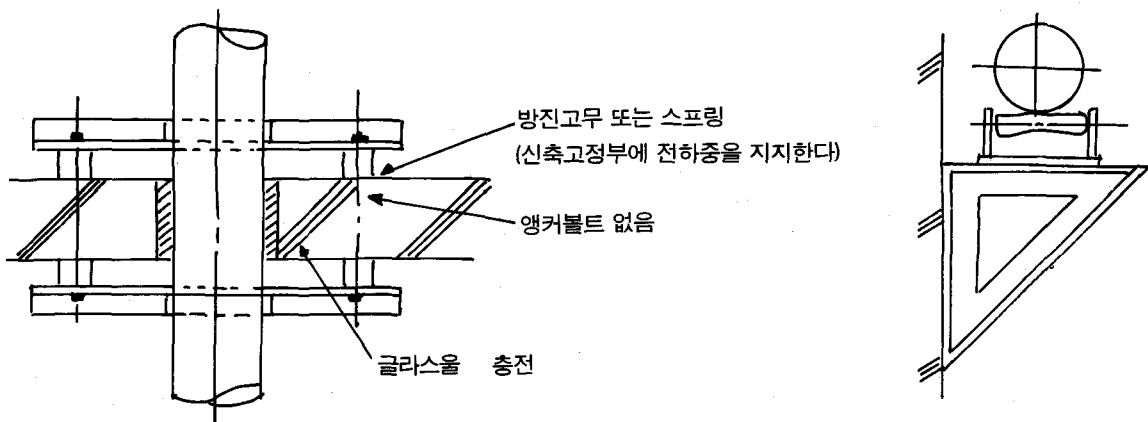 방진고무 또는 스프링
(신축고정부에 전하중을 지지한다)
앵커볼트 없음
글라스울 충전